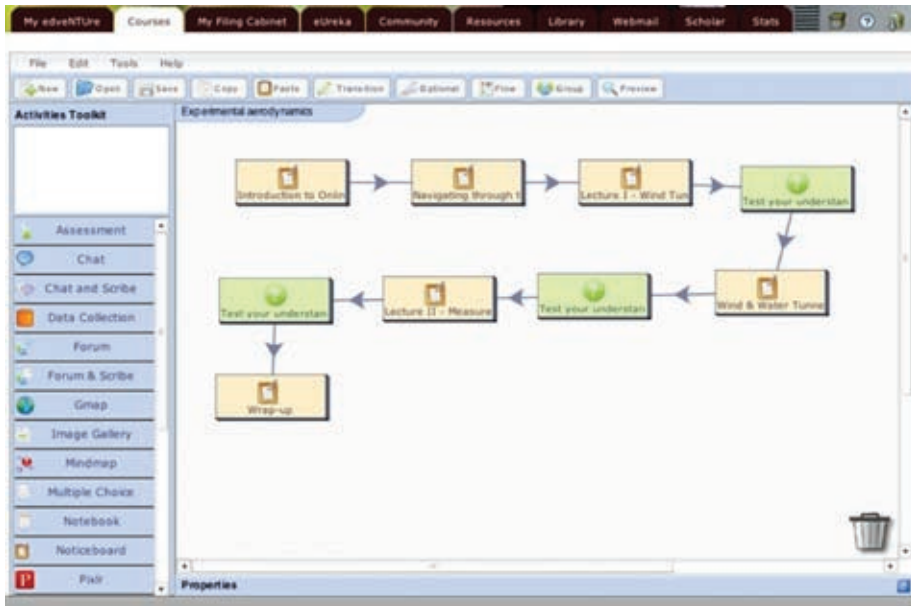 My edveNTUre Courses My Filing Cabinet eUreka Community Resources Library Webmail Scholar Stats
File Edit Tools Help
New Open Save Copy Paste Transition Optional Flow Group Preview
Activities Toolkit
Experimental aerodynamics
Introduction to Onlin
Navigating through t
Lecture I - Wind Tun
Test your understan
Test your understan
Lecture II - Measure
Test your understan
Wind & Water Tunne
Wrap-up
Assessment
Chat
Chat and Scribe
Data Collection
Forum
Forum & Scribe
Gmap
Image Gallery
Mindmap
Multiple Choice
Notebook
Noticeboard
Pixlr
Properties